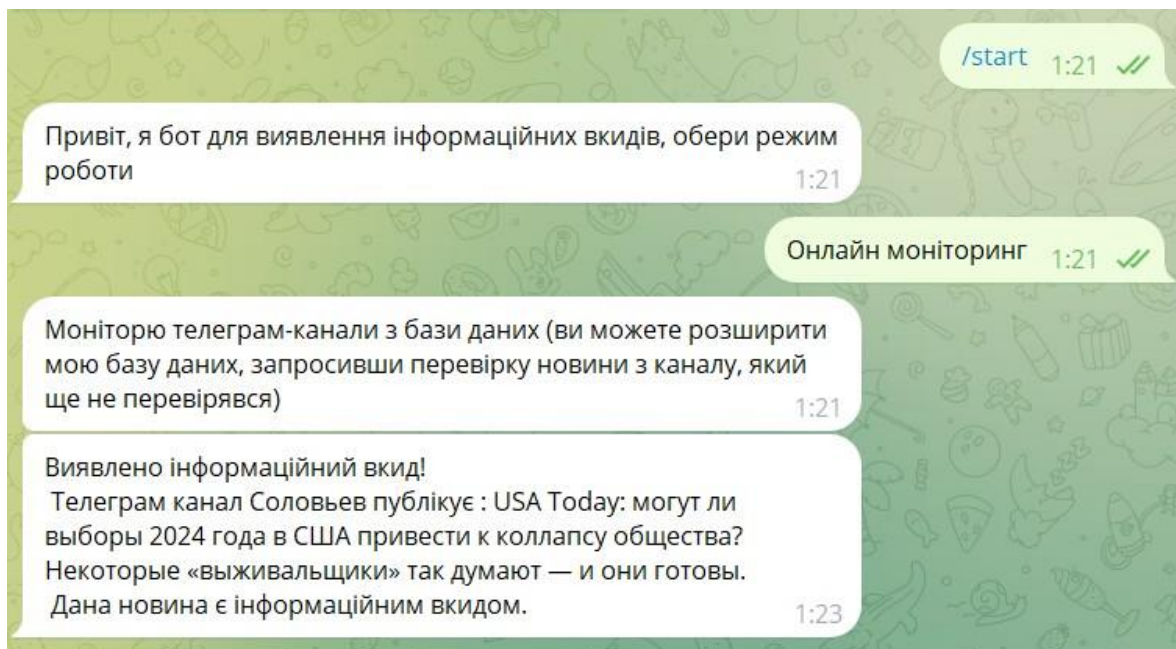 /start 1:21
Привіт, я бот для виявлення інформаційних вкидів, обери режим
роботи
1:21
Онлайн моніторинг 1:21
Моніторю телеграм-канали з бази даних (ви можете розширити
мою базу даних, запросивши перевірку новини з каналу, який
ще не перевірявся)
1:21
Виявлено інформаційний вкид!
Телеграм канал Соловьев публікує : USA Today: могут ли
выборы 2024 года в США привести к коллапсу общества?
Некоторые «выживальщики» так думают — и они готовы.
Дана новина є інформаційним вкидом.
1:23